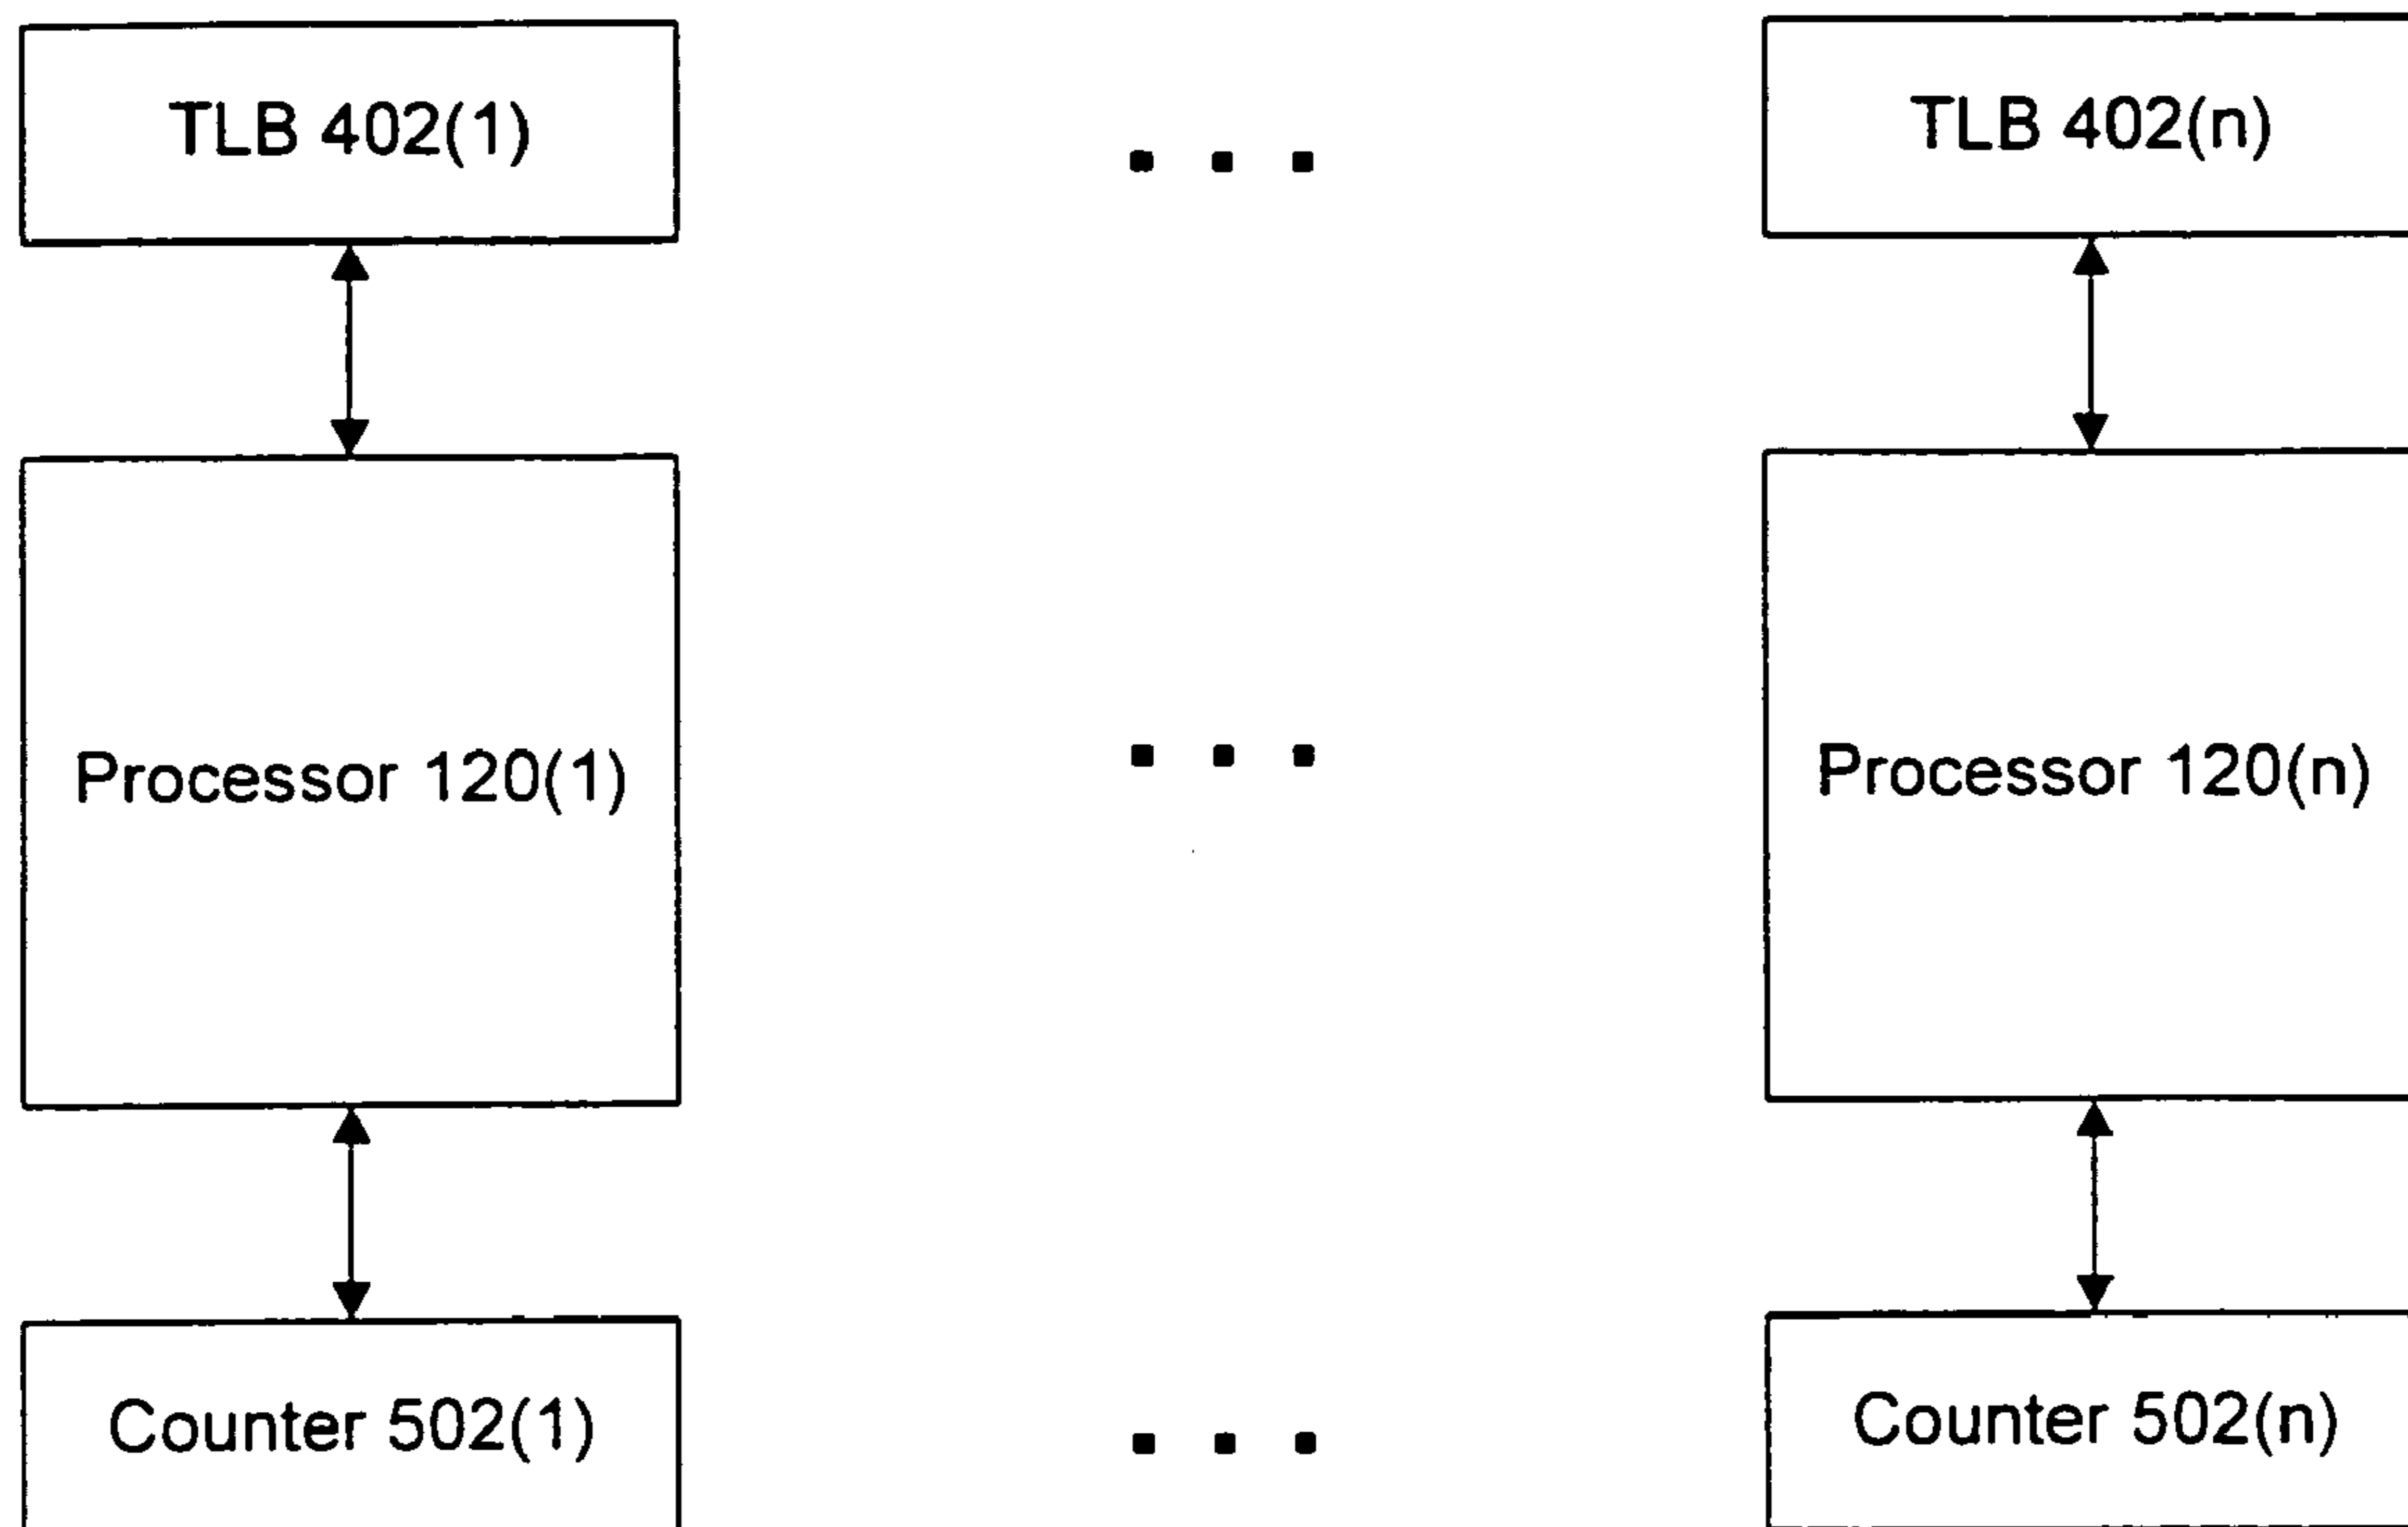 TLB 402(1)
TLB 402(n)
Processor 120(1)
Processor 120(n)
Counter 502(1)
Counter 502(n)